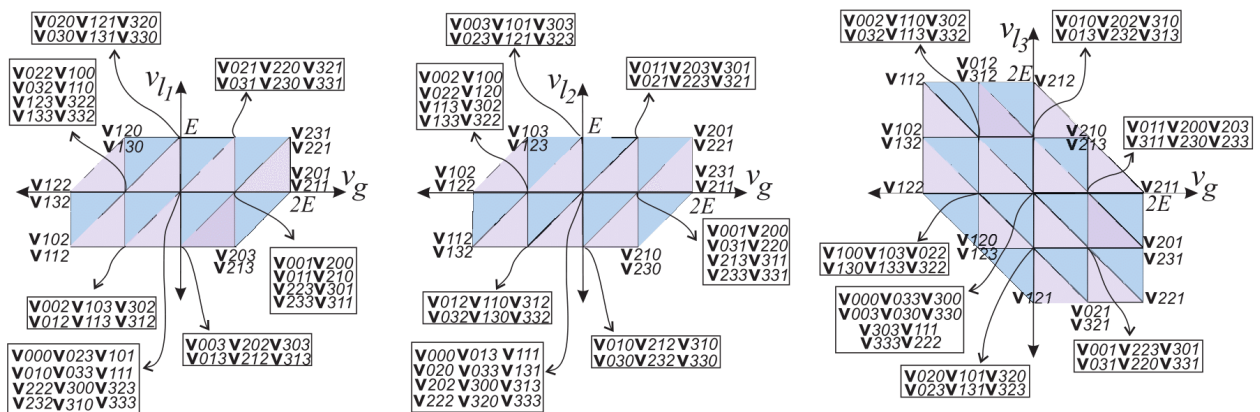 V020V121V320
V030V131V330
V022V100
V032V110
V123V322
V133V332
V021V220V321
V031V230V331
v_l1
E
V120
V130
V231
V221
V201
V211
v_g
2E
V122
V132
V102
V112
V203
V213
V001V200
V011V210
V223V301
V233V311
V002V103V302
V012V113V312
V003V202V303
V013V212V313
V000V023V101
V010V033V111
V222V300V323
V232V310V333
V003V101V303
V023V121V323
V002V100
V022V120
V113V302
V133V322
V011V203V301
V021V223V321
v_l2
E
V103
V123
V201
V221
V102
V122
V231
V211
v_g
2E
V112
V132
V210
V230
V001V200
V031V220
V213V311
V233V331
V012V110V312
V032V130V332
V010V212V310
V030V232V330
V000V013V111
V020V033V131
V202V300V313
V222V320V333
V002V110V302
V032V113V332
V010V202V310
V013V232V313
v_l3
2E
V112
V012
V312
V212
V102
V132
V210
V213
V011V200V203
V311V230V233
V122
V211
v_g
2E
V120
V123
V201
V231
V100V103V022
V130V133V322
V121
V221
V021
V321
V000V033V300
V003V030V330
V303V111
V333V222
V001V223V301
V031V220V331
V020V101V320
V023V131V323